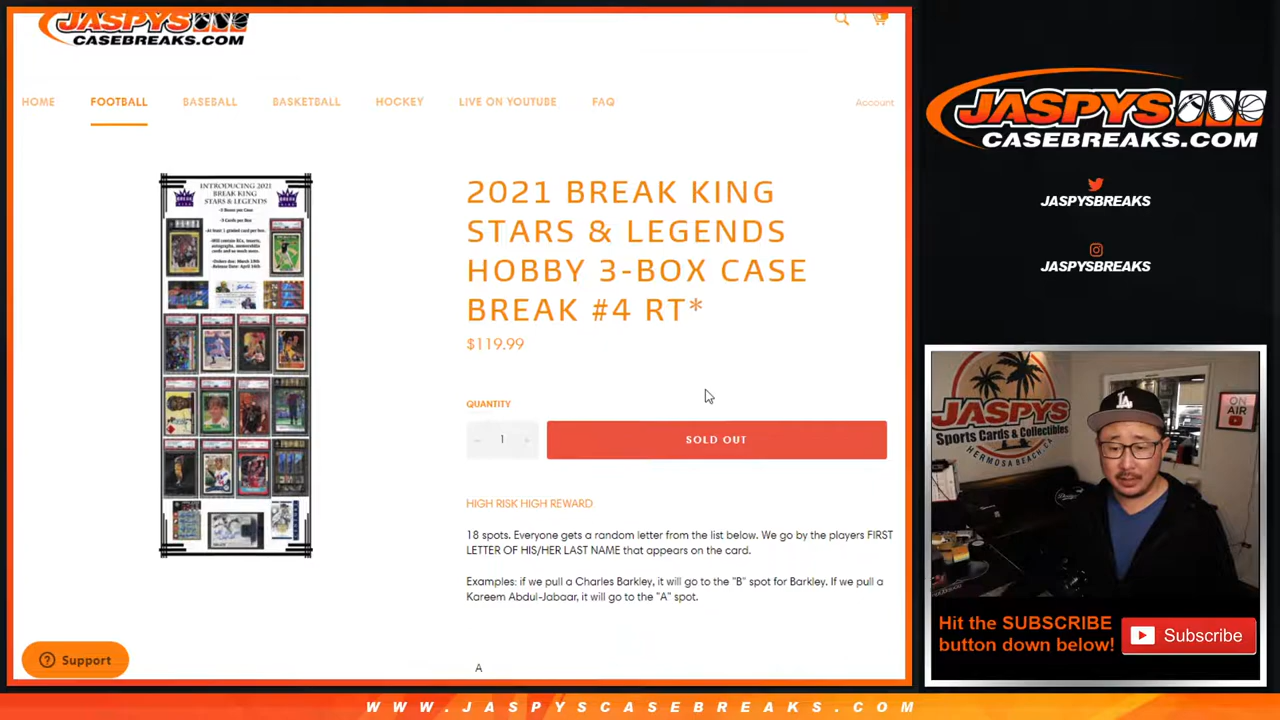 JASPYS
CASEBREAKS.COM
HOME FOOTBALL BASEBALL BASKETBALL HOCKEY LIVE ON YOUTUBE FAQ Account
INTRODUCING 2021
BREAK KING
STARS & LEGENDS
2021 BREAK KING
STARS & LEGENDS
HOBBY 3-BOX CASE
BREAK #4 RT*
$119.99
QUANTITY
− 1 + SOLD OUT
HIGH RISK HIGH REWARD
18 spots. Everyone gets a random letter from the list below. We go by the players FIRST
LETTER OF HIS/HER LAST NAME that appears on the card.
Examples: if we pull a Charles Barkley, it will go to the "B" spot for Barkley. If we pull a
Kareem Abdul-Jabaar, it will go to the "A" spot.
A
Support
JASPYS
CASEBREAKS.COM
JASPYSBREAKS
JASPYSBREAKS
JASPYS
Sports Cards & Collectibles
HERMOSA BEACH, CA
ON
AIR
LA
Hit the SUBSCRIBE
button down below!
Subscribe
WWW.JASPYSCASEBREAKS.COM